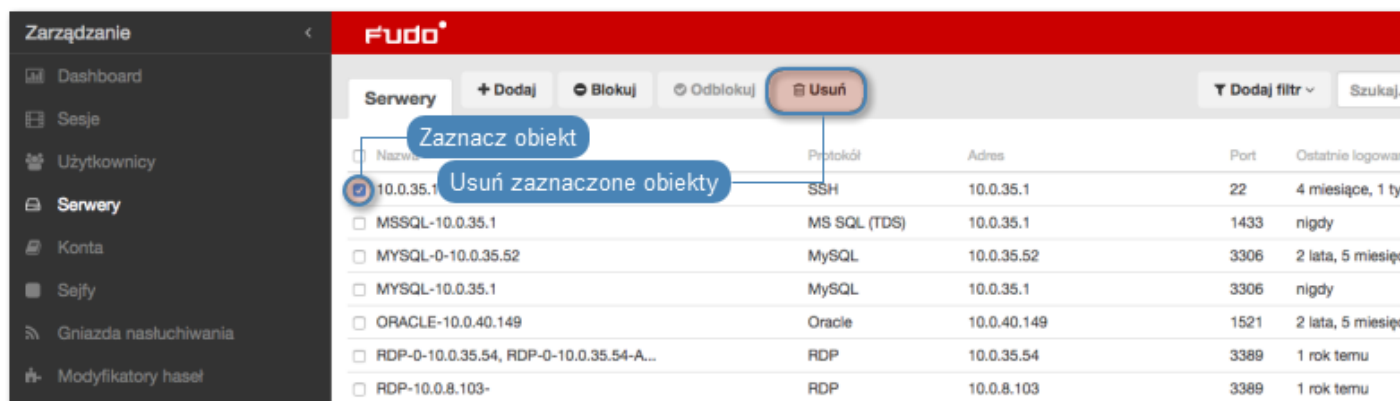 Zarządzanie
Fudo
Dashboard
Sesje
Użytkownicy
Serwery
Konta
Sejfy
Gniazda nasłuchiwania
Modyfikatory haseł
Serwery + Dodaj Blokuj Odblokuj Usuń Dodaj filtr Szukaj.
Zaznacz obiekt
Usuń zaznaczone obiekty
Protokół Adres Port Ostatnie
10.0.35.1 SSH 10.0.35.1 22 4 miesiące, 1
MSSQL-10.0.35.1 MS SQL (TDS) 10.0.35.1 1433 nigdy
MYSQL-0-10.0.35.52 MySQL 10.0.35.52 3306 2 lata, 5
MYSQL-10.0.35.1 MySQL 10.0.35.1 3306 nigdy
ORACLE-10.0.40.149 Oracle 10.0.40.149 1521 2 lata, 5
RDP-0-10.0.35.54, RDP-0-10.0.35.54-A... RDP 10.0.35.54 3389 1 rok temu
RDP-10.0.8.103- RDP 10.0.8.103 3389 1 rok temu